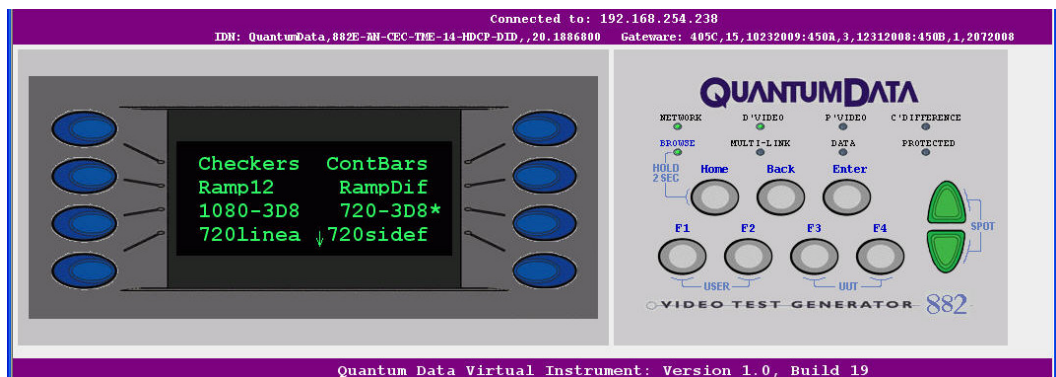 Connected to: 192.168.254.238
IDN: QuantumData,882E-AN-CEC-TME-14-HDCP-DID,,20.1886800 Gateware: 405C,15,10232009:450A,3,12312008:450B,1,2072008
Checkers ContBars
Ramp12 RampDif
1080-3D8 720-3D8*
720linea ↓720sidef
QUANTUMDATA
NETWORK D'VIDEO P'VIDEO C'DIFFERENCE
BROWSE MULTI-LINK DATA PROTECTED
HOLD
2 SEC
Home Back Enter
F1 F2 F3 F4
SPOT
USER UUT
VIDEO TEST GENERATOR 882
Quantum Data Virtual Instrument: Version 1.0, Build 19